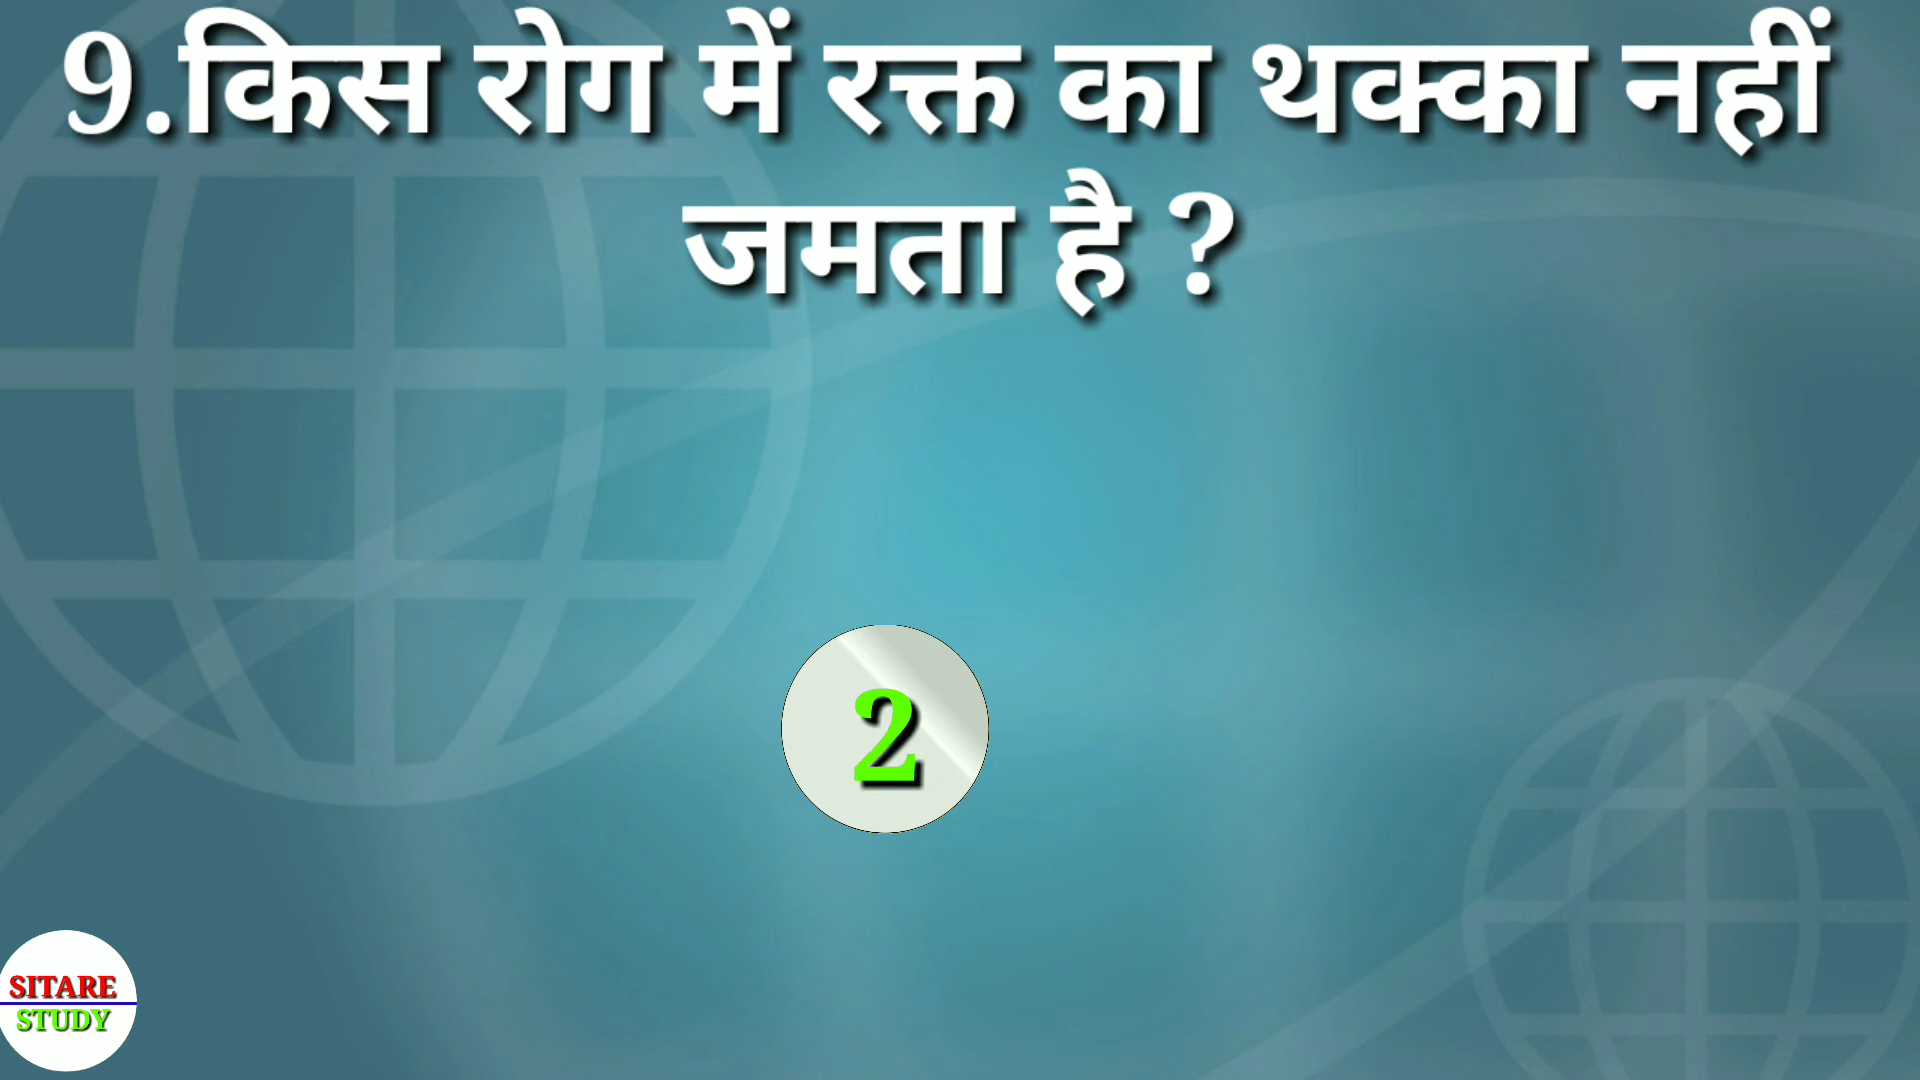 9.किस रोग में रक्त का थक्का नहीं
जमता है ?
2
SITARE
STUDY